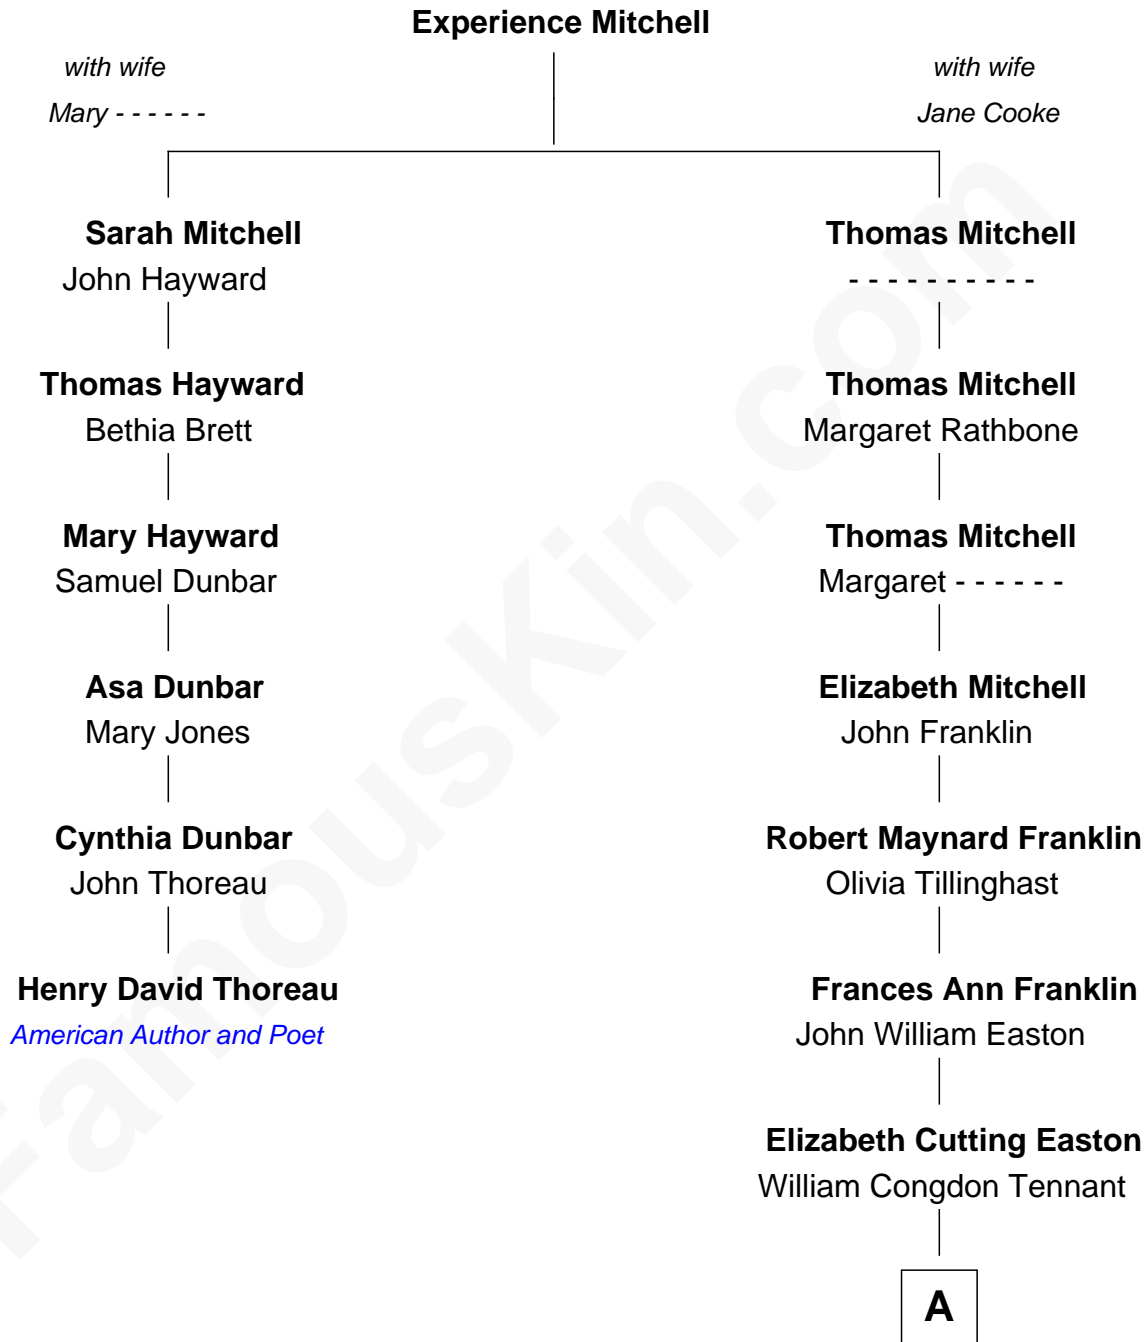 Experience Mitchell
with wife
Mary - - - - - -
with wife
Jane Cooke
Sarah Mitchell
John Hayward
Thomas Hayward
Bethia Brett
Mary Hayward
Samuel Dunbar
Asa Dunbar
Mary Jones
Cynthia Dunbar
John Thoreau
Henry David Thoreau
American Author and Poet
Thomas Mitchell
- - - - - - - - - -
Thomas Mitchell
Margaret Rathbone
Thomas Mitchell
Margaret - - - - - -
Elizabeth Mitchell
John Franklin
Robert Maynard Franklin
Olivia Tillinghast
Frances Ann Franklin
John William Easton
Elizabeth Cutting Easton
William Congdon Tennant
A
FamousKin.com